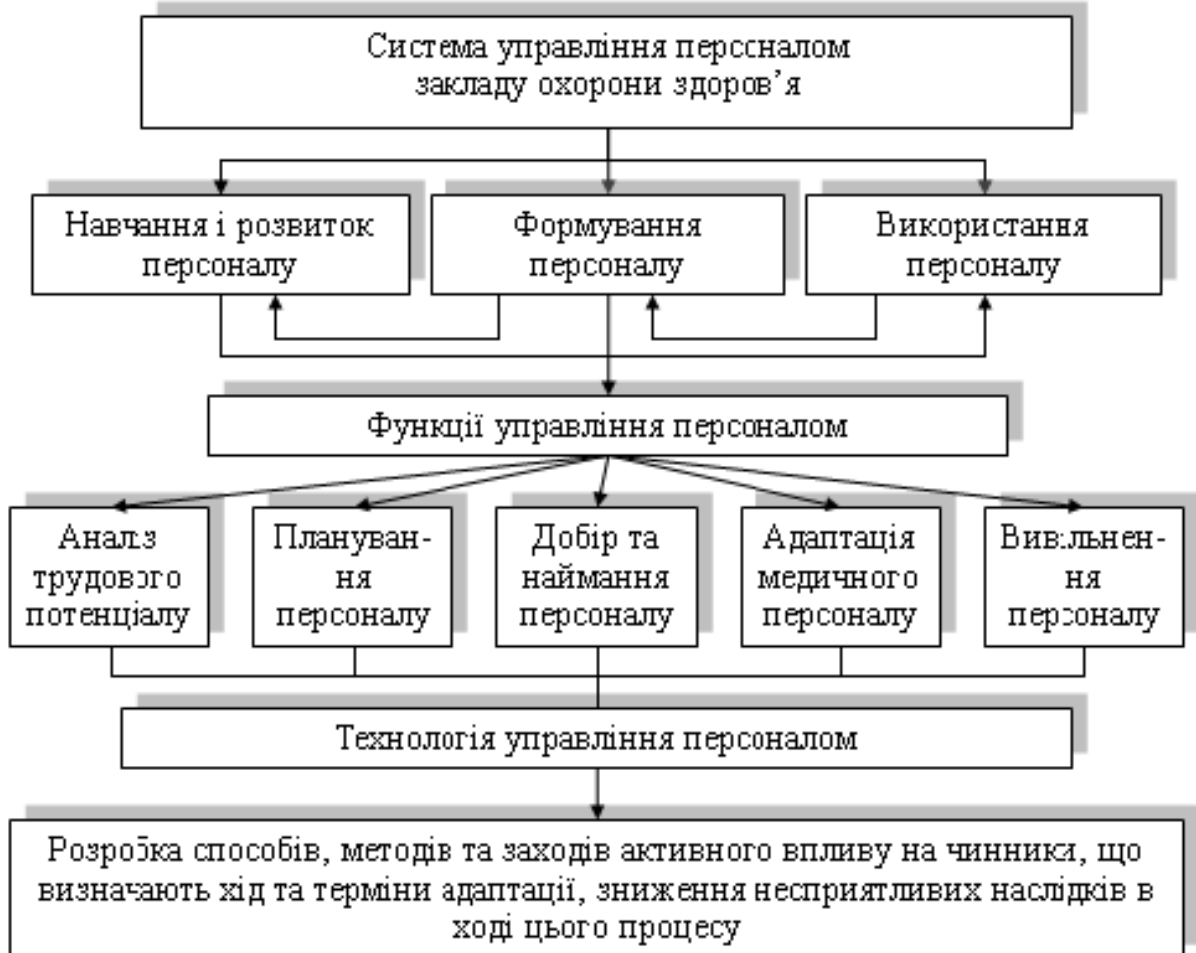 Система управління персоналом
закладу охорони здоров’я
Навчання і розвиток
персоналу
Формування
персоналу
Використання
персоналу
Функції управління персоналом
Аналіз
трудового
потенціалу
Плануван-
ня
персоналу
Добір та
наймання
персоналу
Адаптація
медичного
персоналу
Вивільнен-
ня
персоналу
Технологія управління персоналом
Розробка способів, методів та заходів активного впливу на чинники, що
визначають хід та терміни адаптації, зниження несприятливих наслідків в
ході цього процесу